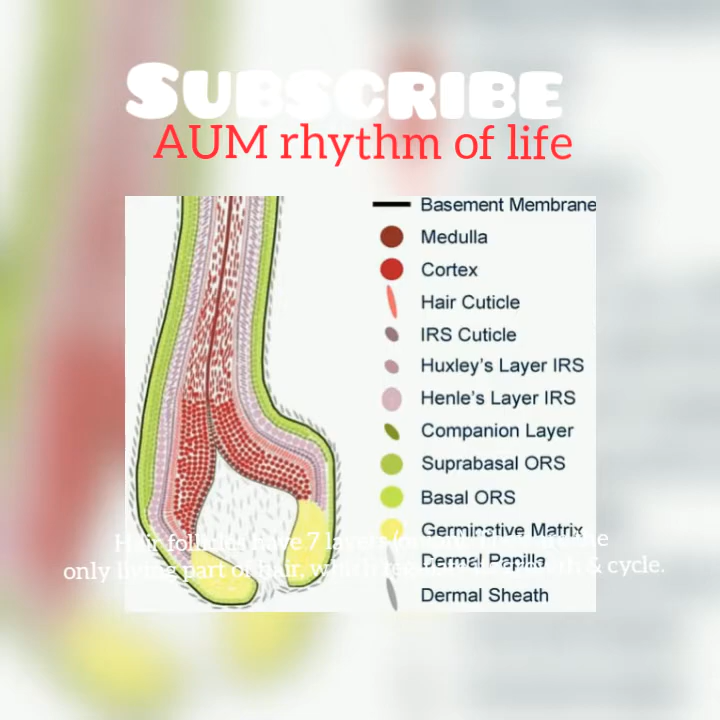 SUBSCRIBE
AUM rhythm of life
Basement Membrane
Medulla
Cortex
Hair Cuticle
IRS Cuticle
Huxley's Layer IRS
Henle's Layer IRS
Companion Layer
Suprabasal ORS
Basal ORS
Germinative Matrix
Dermal Papilla
Dermal Sheath
Hair follicles have 7 layers
only living part of hair, which & cycle.